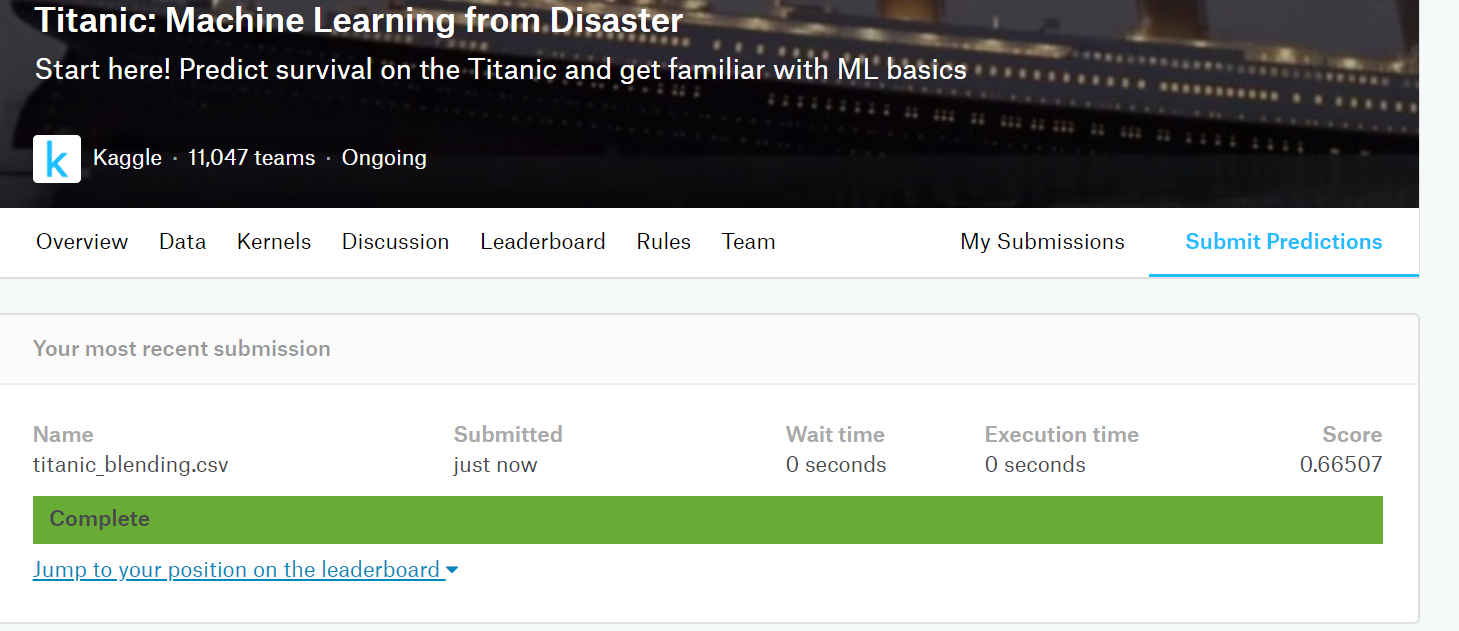 Titanic: Machine Learning from Disaster
Start here! Predict survival on the Titanic and get familiar with ML basics
k
Kaggle · 11,047 teams · Ongoing
Overview Data Kernels Discussion Leaderboard Rules Team My Submissions Submit Predictions
Your most recent submission
Name Submitted Wait time Execution time Score
titanic_blending.csv just now 0 seconds 0 seconds 0.66507
Complete
Jump to your position on the leaderboard